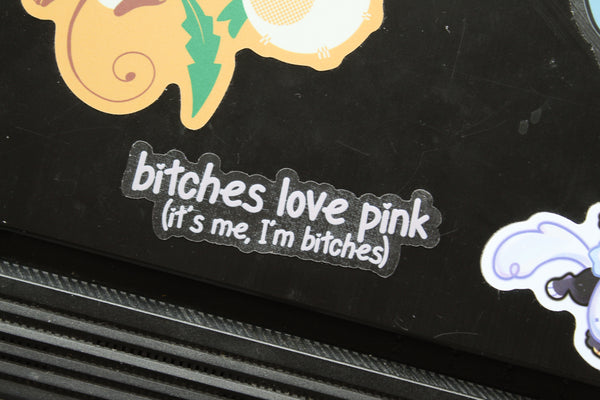 bitches love pink
(it's me, I'm bitches)